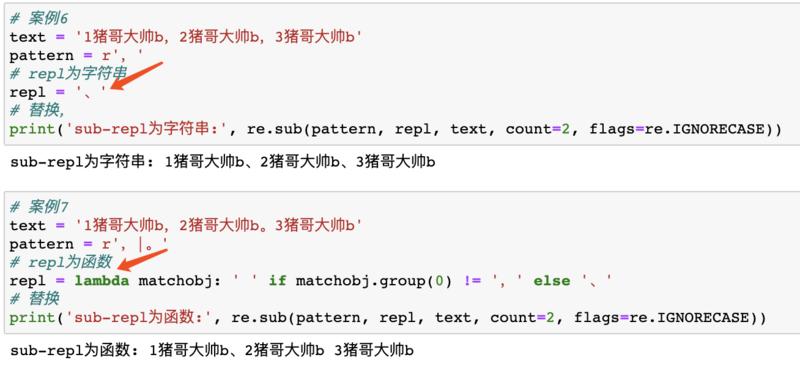 # 案例6
text = '1猪哥大帅b，2猪哥大帅b，3猪哥大帅b'
pattern = r'，'
# repl为字符串
repl = '、'
# 替换,
print('sub-repl为字符串:', re.sub(pattern, repl, text, count=2, flags=re.IGNORECASE))
sub-repl为字符串: 1猪哥大帅b、2猪哥大帅b、3猪哥大帅b
# 案例7
text = '1猪哥大帅b，2猪哥大帅b。3猪哥大帅b'
pattern = r'，|。'
# repl为函数
repl = lambda matchobj: ' ' if matchobj.group(0) != '，' else '、'
# 替换
print('sub-repl为函数:', re.sub(pattern, repl, text, count=2, flags=re.IGNORECASE))
sub-repl为函数: 1猪哥大帅b、2猪哥大帅b 3猪哥大帅b